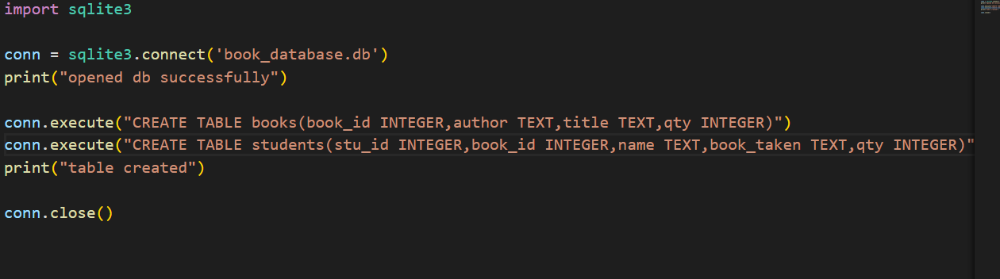 import sqlite3
conn = sqlite3.connect('book_database.db')
print("opened db successfully")
conn.execute("CREATE TABLE books(book_id INTEGER,author TEXT,title TEXT,qty INTEGER)")
conn.execute("CREATE TABLE students(stu_id INTEGER,book_id INTEGER,name TEXT,book_taken TEXT,qty INTEGER)"
print("table created")
conn.close()